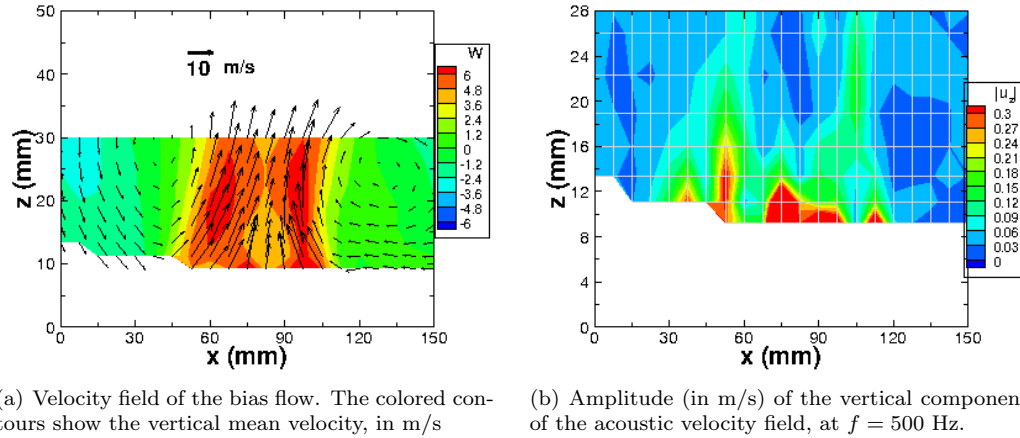 50
40
30
20
10
0
z (mm)
0 30 60 90 120 150
x (mm)
10 m/s
W
6
4.8
3.6
2.4
1.2
0
-1.2
-2.4
-3.6
-4.8
-6
28
24
20
16
12
8
4
0
z (mm)
0 30 60 90 120 150
x (mm)
|u_z|
0.3
0.27
0.24
0.21
0.18
0.15
0.12
0.09
0.06
0.03
0
(a) Velocity field of the bias flow. The colored con-
tours show the vertical mean velocity, in m/s
(b) Amplitude (in m/s) of the vertical component
of the acoustic velocity field, at f = 500 Hz.